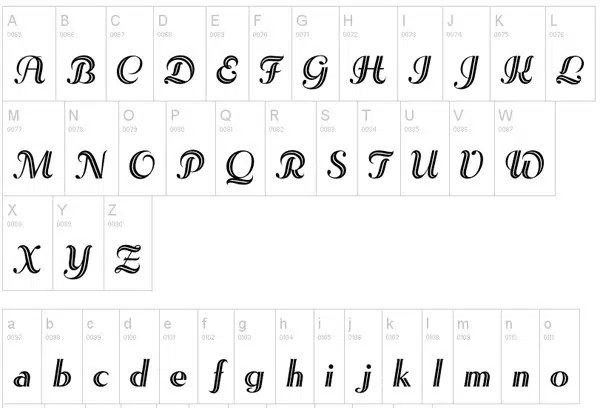 A B C D E F G H I J K L
0065 0066 0067 0068 0069 0070 0071 0072 0073 0074 0075 0076
A B C D E F G H I J K L
M N O P Q R S T U V W
0077 0078 0079 0080 0081 0082 0083 0084 0085 0086 0087
M N O P Q R S T U V W
X Y Z
0088 0089 0090
X Y Z
a b c d e f g h i j k l m n o
0097 0098 0099 0100 0101 0102 0103 0104 0105 0106 0107 0108 0109 0110 0111
a b c d e f g h i j k l m n o